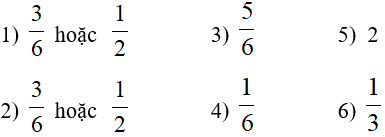 1) 3/6 hoặc 1/2 3) 5/6 5) 2
2) 3/6 hoặc 1/2 4) 1/6 6) 1/3